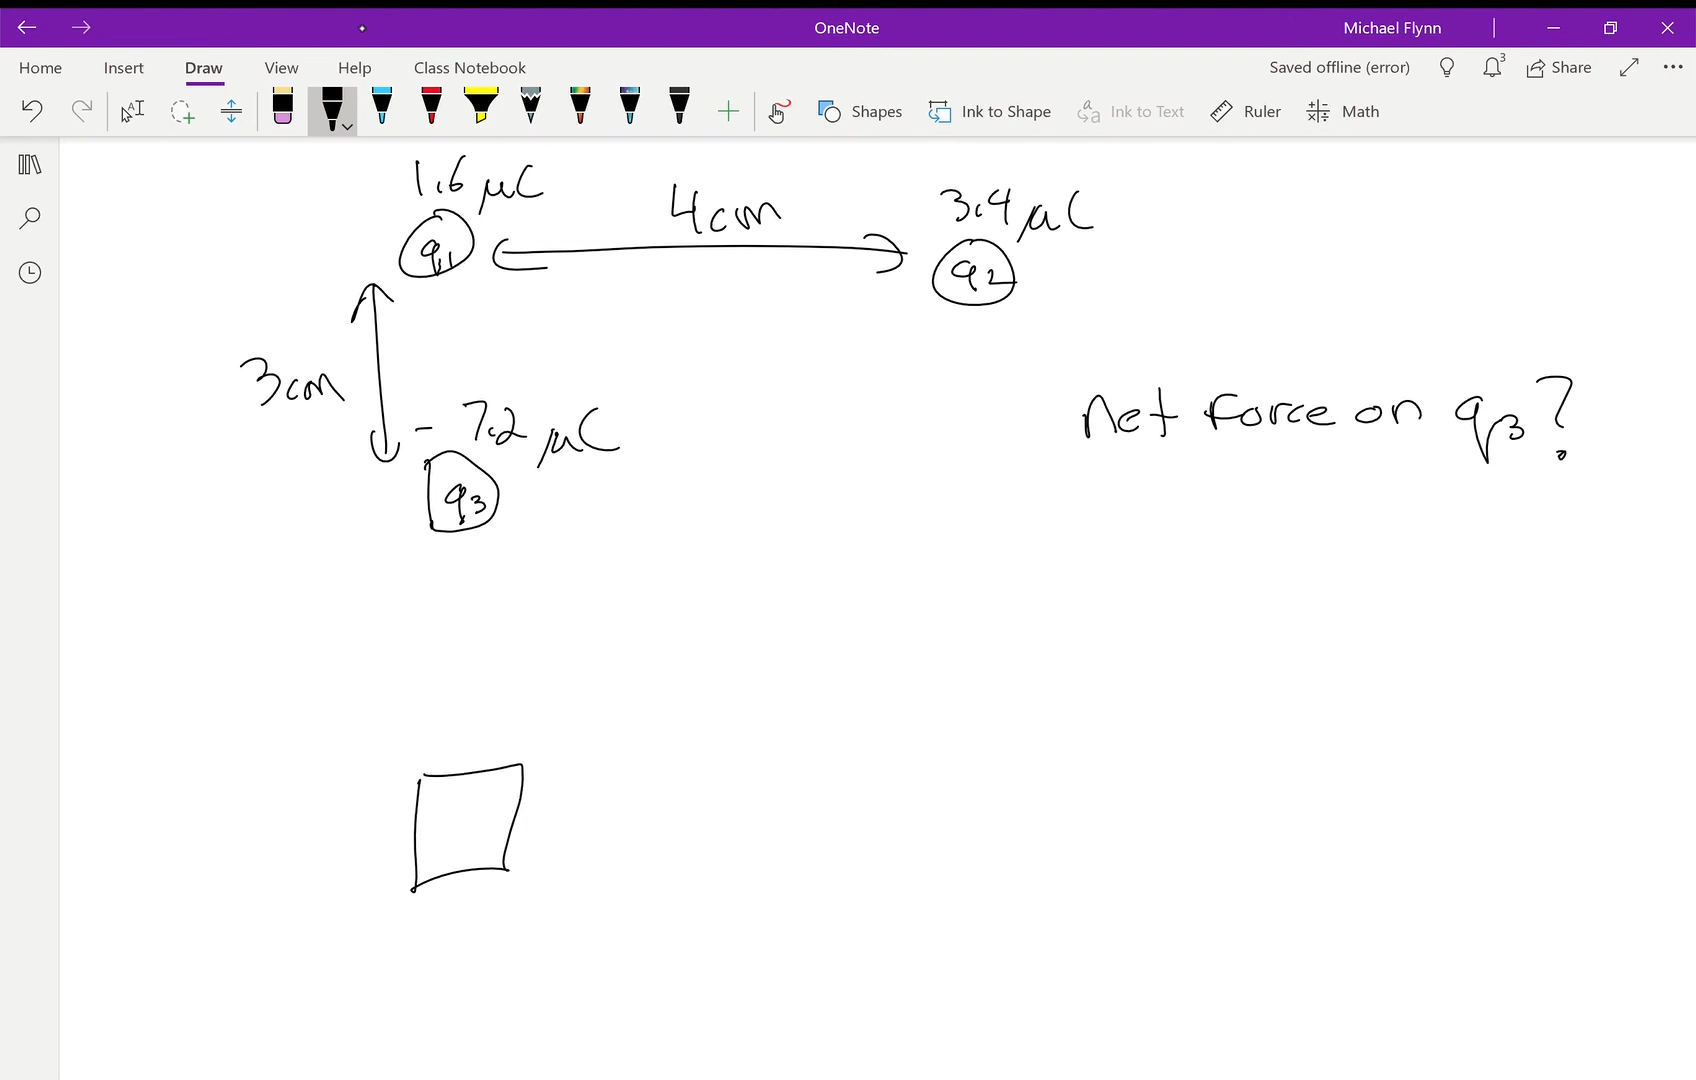 OneNote
Michael Flynn
Home Insert Draw View Help Class Notebook
Saved offline (error) 3 Share
Shapes Ink to Shape Ink to Text Ruler Math
1.6 μC
4cm
3.4 μC
q1
q2
3cm
- 7.2 μC
net force on q3?
q3